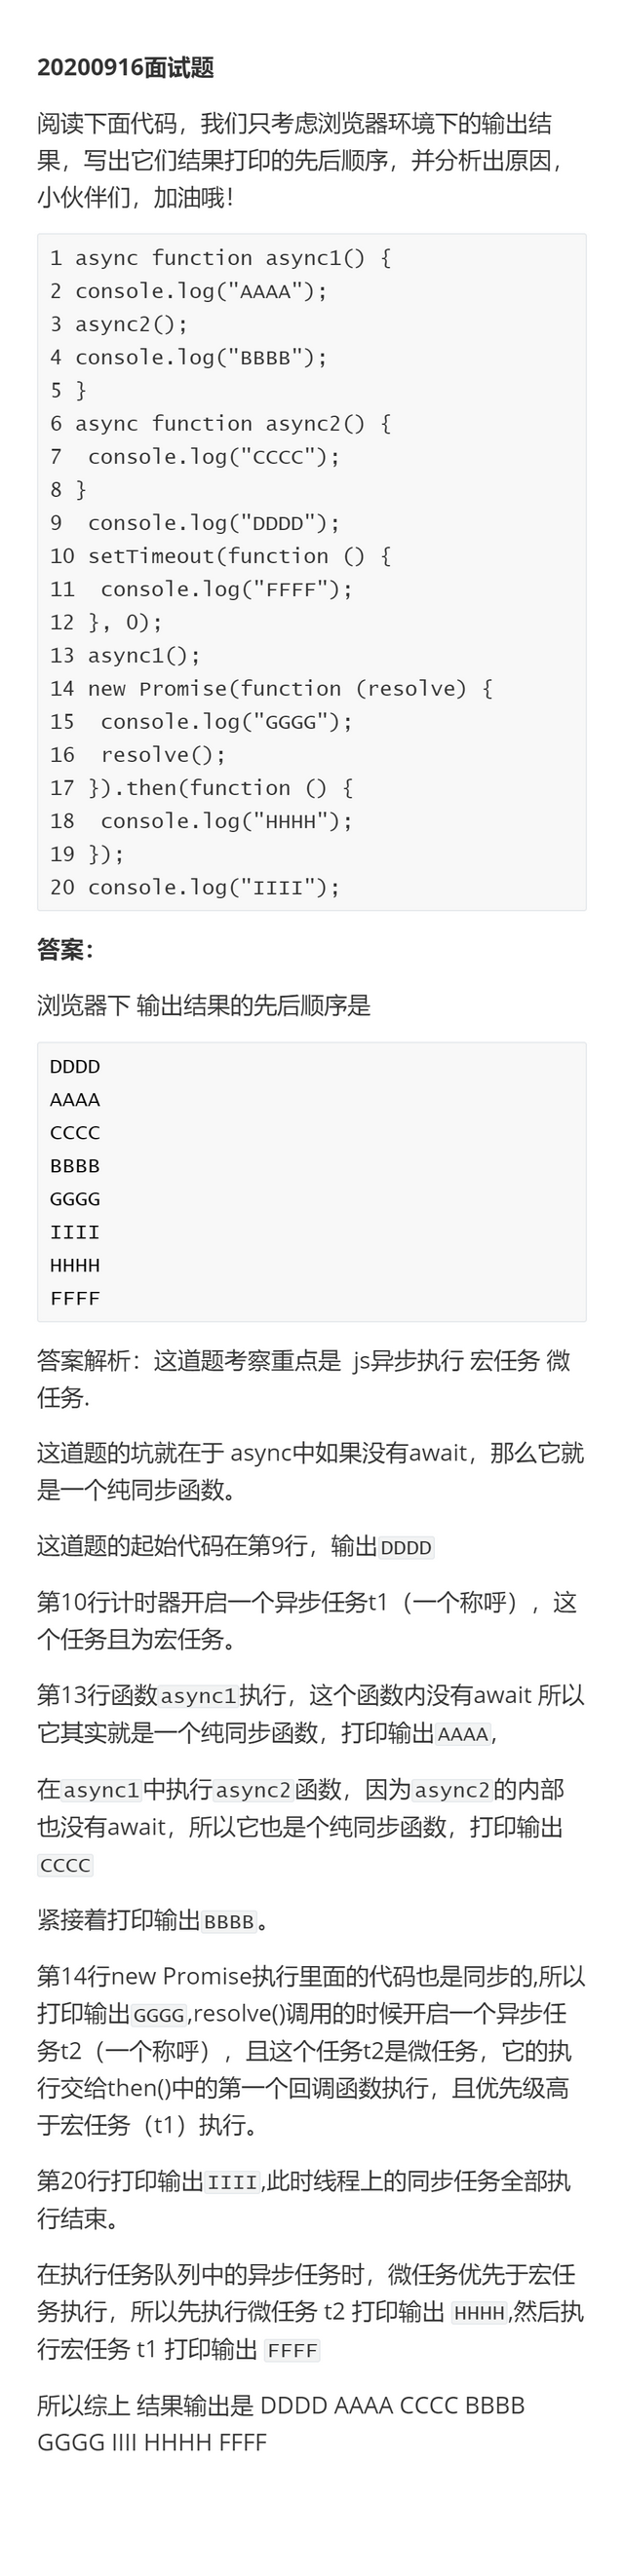 20200916面试题
阅读下面代码，我们只考虑浏览器环境下的输出结
果，写出它们结果打印的先后顺序，并分析出原因，
小伙伴们，加油哦！
1 async function async1() {
2 console.log("AAAA");
3 async2();
4 console.log("BBBB");
5 }
6 async function async2() {
7  console.log("CCCC");
8 }
9  console.log("DDDD");
10 setTimeout(function () {
11  console.log("FFFF");
12 }, 0);
13 async1();
14 new Promise(function (resolve) {
15  console.log("GGGG");
16  resolve();
17 }).then(function () {
18  console.log("HHHH");
19 });
20 console.log("IIII");
答案：
浏览器下 输出结果的先后顺序是
DDDD
AAAA
CCCC
BBBB
GGGG
IIII
HHHH
FFFF
答案解析：这道题考察重点是 js异步执行 宏任务 微
任务.
这道题的坑就在于 async中如果没有await，那么它就
是一个纯同步函数。
这道题的起始代码在第9行，输出DDDD
第10行计时器开启一个异步任务t1（一个称呼），这
个任务且为宏任务。
第13行函数async1执行，这个函数内没有await 所以
它其实就是一个纯同步函数，打印输出AAAA,
在async1中执行async2函数，因为async2的内部
也没有await，所以它也是个纯同步函数，打印输出
CCCC
紧接着打印输出BBBB。
第14行new Promise执行里面的代码也是同步的,所以
打印输出GGGG,resolve()调用的时候开启一个异步任
务t2（一个称呼），且这个任务t2是微任务，它的执
行交给then()中的第一个回调函数执行，且优先级高
于宏任务（t1）执行。
第20行打印输出IIII,此时线程上的同步任务全部执
行结束。
在执行任务队列中的异步任务时，微任务优先于宏任
务执行，所以先执行微任务 t2 打印输出 HHHH,然后执
行宏任务 t1 打印输出 FFFF
所以综上 结果输出是 DDDD AAAA CCCC BBBB
GGGG IIII HHHH FFFF